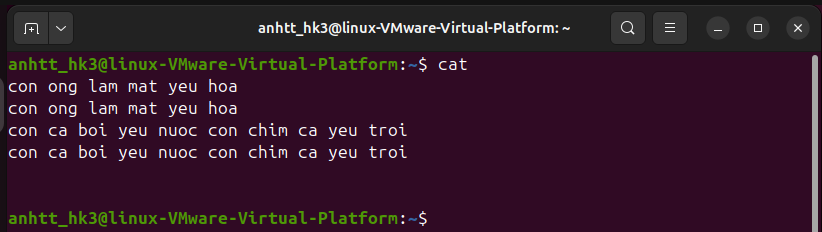 anhtt_hk3@linux-VMware-Virtual-Platform: ~
anhtt_hk3@linux-VMware-Virtual-Platform:~$ cat
con ong lam mat yeu hoa
con ong lam mat yeu hoa
con ca boi yeu nuoc con chim ca yeu troi
con ca boi yeu nuoc con chim ca yeu troi
anhtt_hk3@linux-VMware-Virtual-Platform:~$